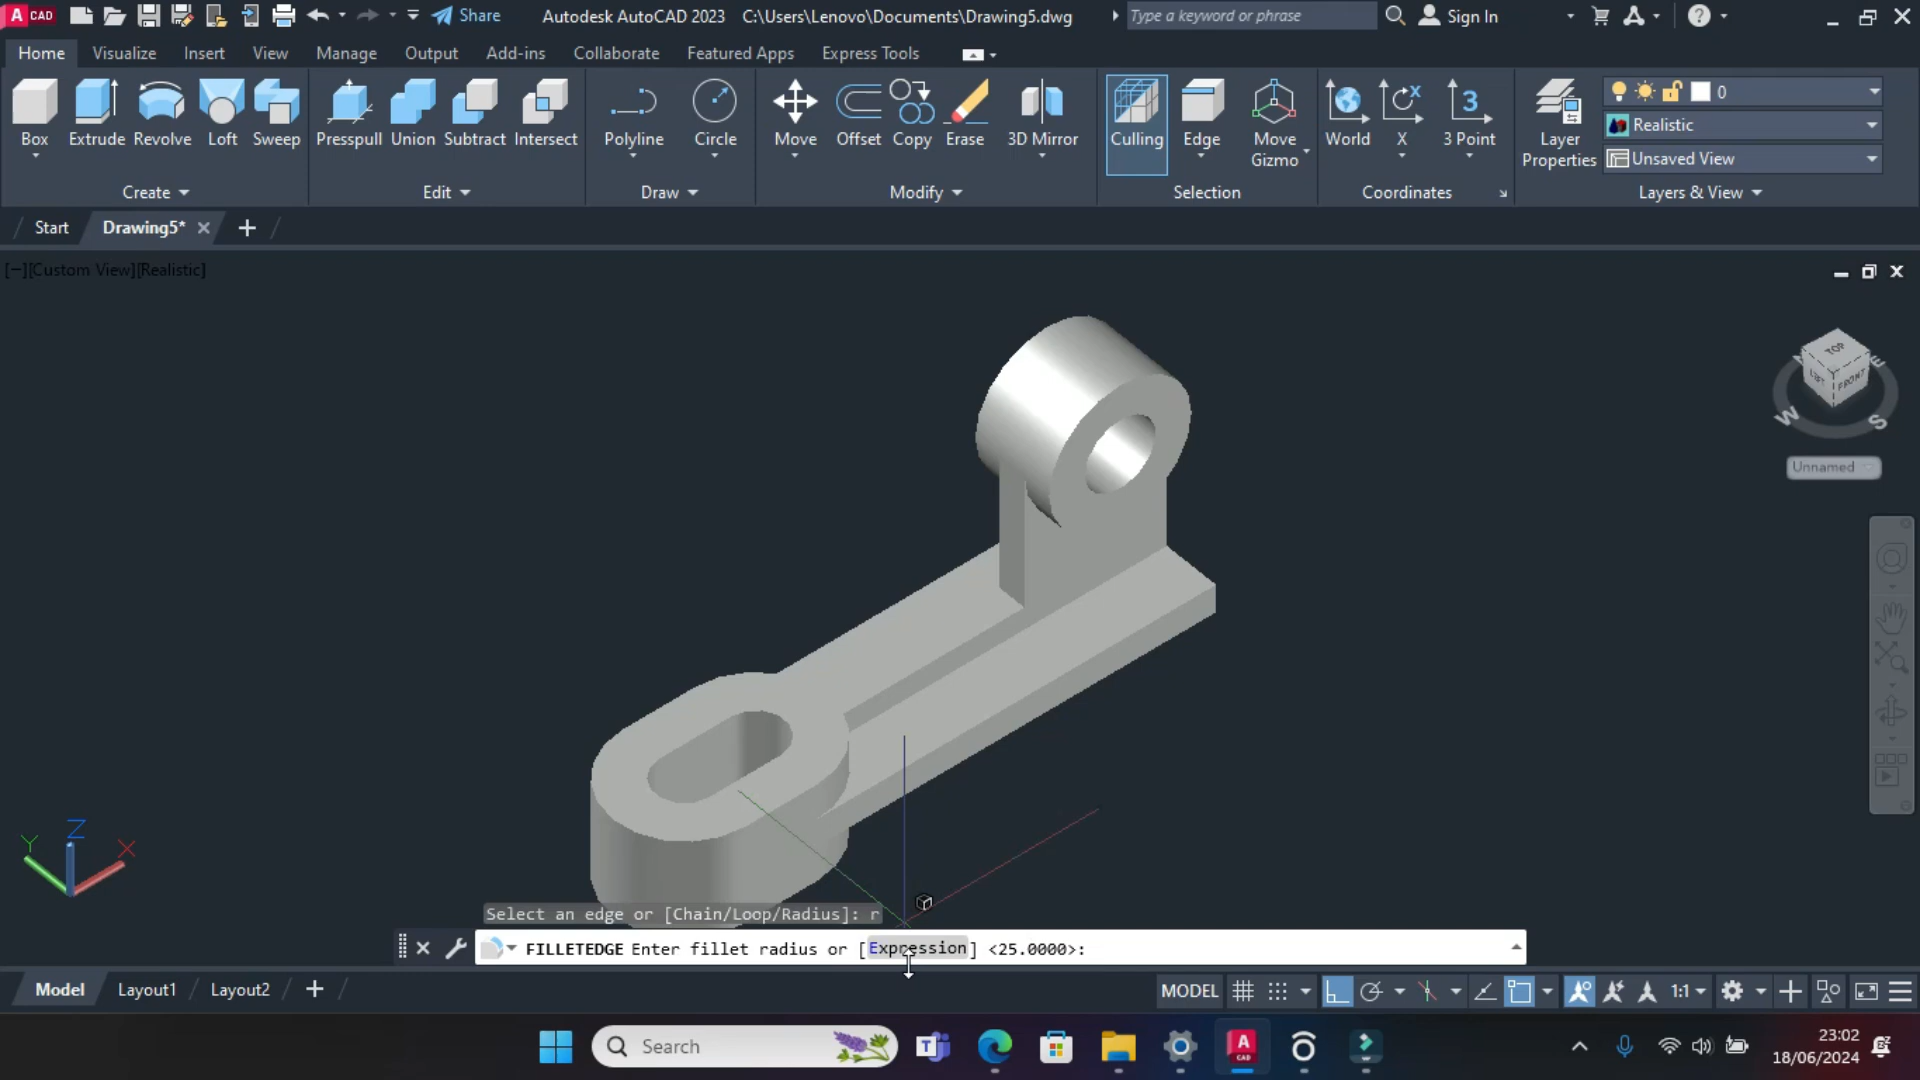 A CAD
Share
Autodesk AutoCAD 2023 C:\Users\Lenovo\Documents\Drawing5.dwg
Type a keyword or phrase
Sign In
Home Visualize Insert View Manage Output Add-ins Collaborate Featured Apps Express Tools
Box Extrude Revolve Loft Sweep
Presspull Union Subtract Intersect
Polyline Circle
Move Offset Copy Erase 3D Mirror
Culling Edge Move Gizmo
World X 3 Point
Layer Properties
0
Realistic
Unsaved View
Create Edit Draw Modify Selection Coordinates Layers & View
Start Drawing5*
[−][Custom View][Realistic]
TOP
LEFT FRONT
E
W S
Unnamed
Y Z X
Select an edge or [Chain/Loop/Radius]: r
FILLETEDGE Enter fillet radius or [Expression] <25.0000>:
Model Layout1 Layout2
MODEL 1:1
Search
23:02
18/06/2024